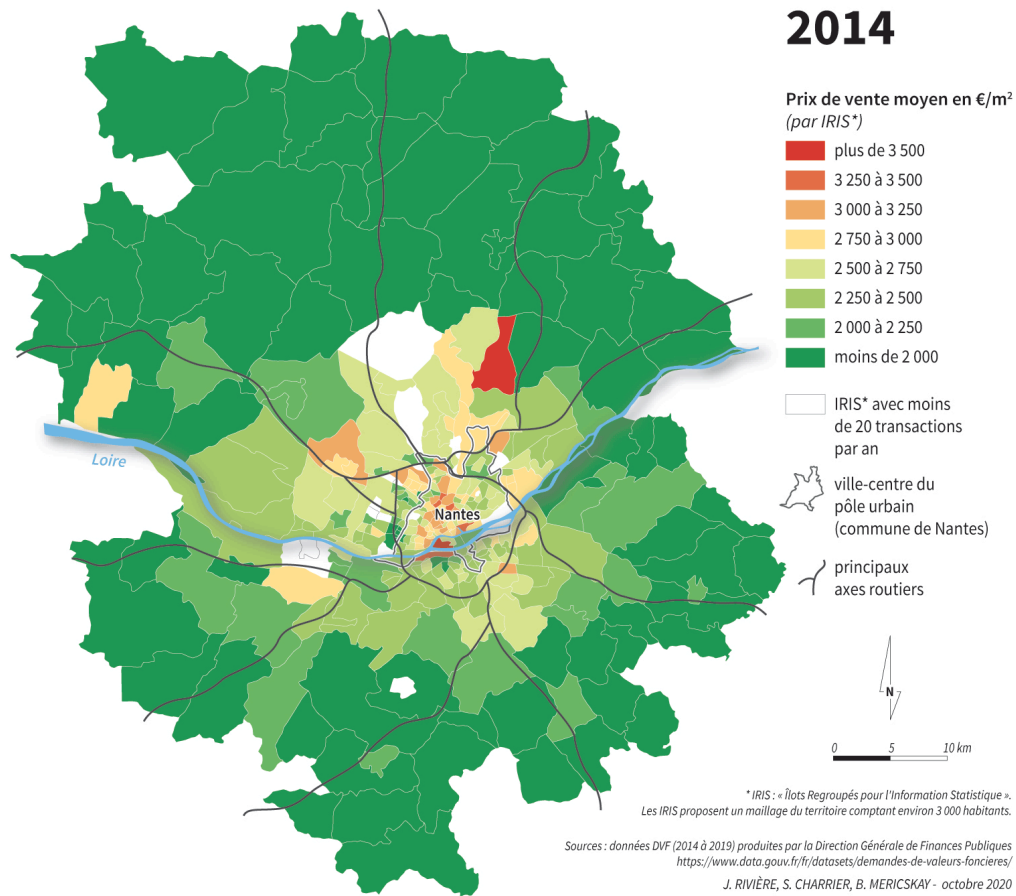 2014
Prix de vente moyen en €/m²
(par IRIS*)
plus de 3 500
3 250 à 3 500
3 000 à 3 250
2 750 à 3 000
2 500 à 2 750
2 250 à 2 500
2 000 à 2 250
moins de 2 000
IRIS* avec moins
de 20 transactions
par an
ville-centre du
pôle urbain
(commune de Nantes)
principaux
axes routiers
Loire
Nantes
N
0 5 10 km
* IRIS : « Îlots Regroupés pour l'Information Statistique ».
Les IRIS proposent un maillage du territoire comptant environ 3 000 habitants.
Sources : données DVF (2014 à 2019) produites par la Direction Générale de Finances Publiques
https://www.data.gouv.fr/fr/datasets/demandes-de-valeurs-foncieres/
J. RIVIÈRE, S. CHARRIER, B. MERICSKAY - octobre 2020